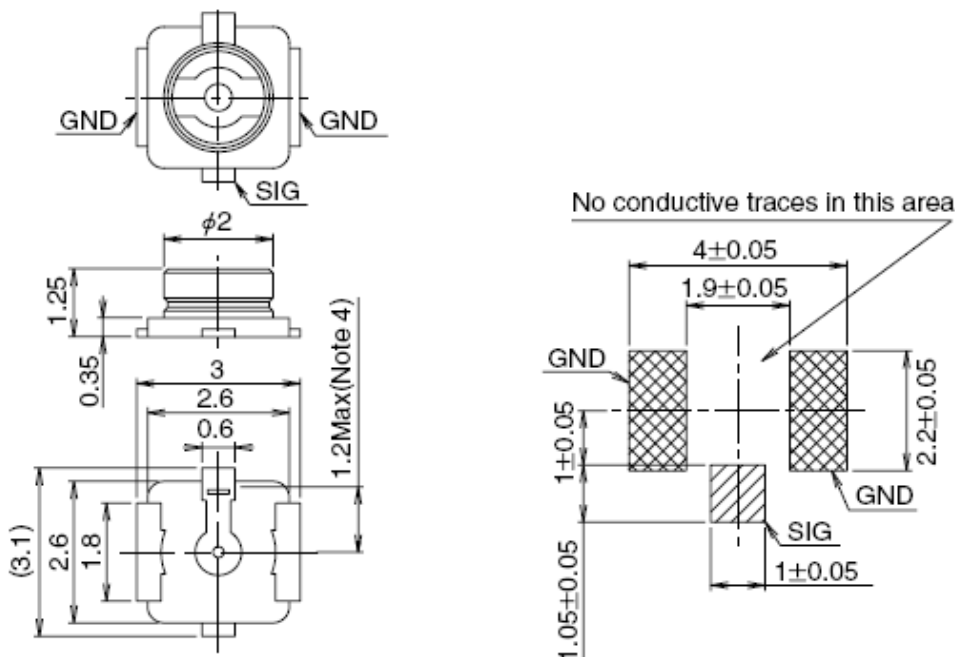 GND
GND
SIG
ϕ2
1.25
0.35
3
2.6
0.6
1.2Max(Note 4)
(3.1)
2.6
1.8
No conductive traces in this area
4±0.05
1.9±0.05
GND
1±0.05
2.2±0.05
GND
SIG
1±0.05
1.05±0.05